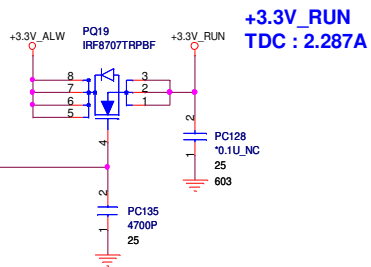 +3.3V_RUN
TDC : 2.287A
+3.3V_ALW
PQ19
IRF8707TRPBF
+3.3V_RUN
8
7
6
5
3
2
1
4
2
1
PC128
*0.1U_NC
25
603
2
1
PC135
4700P
25